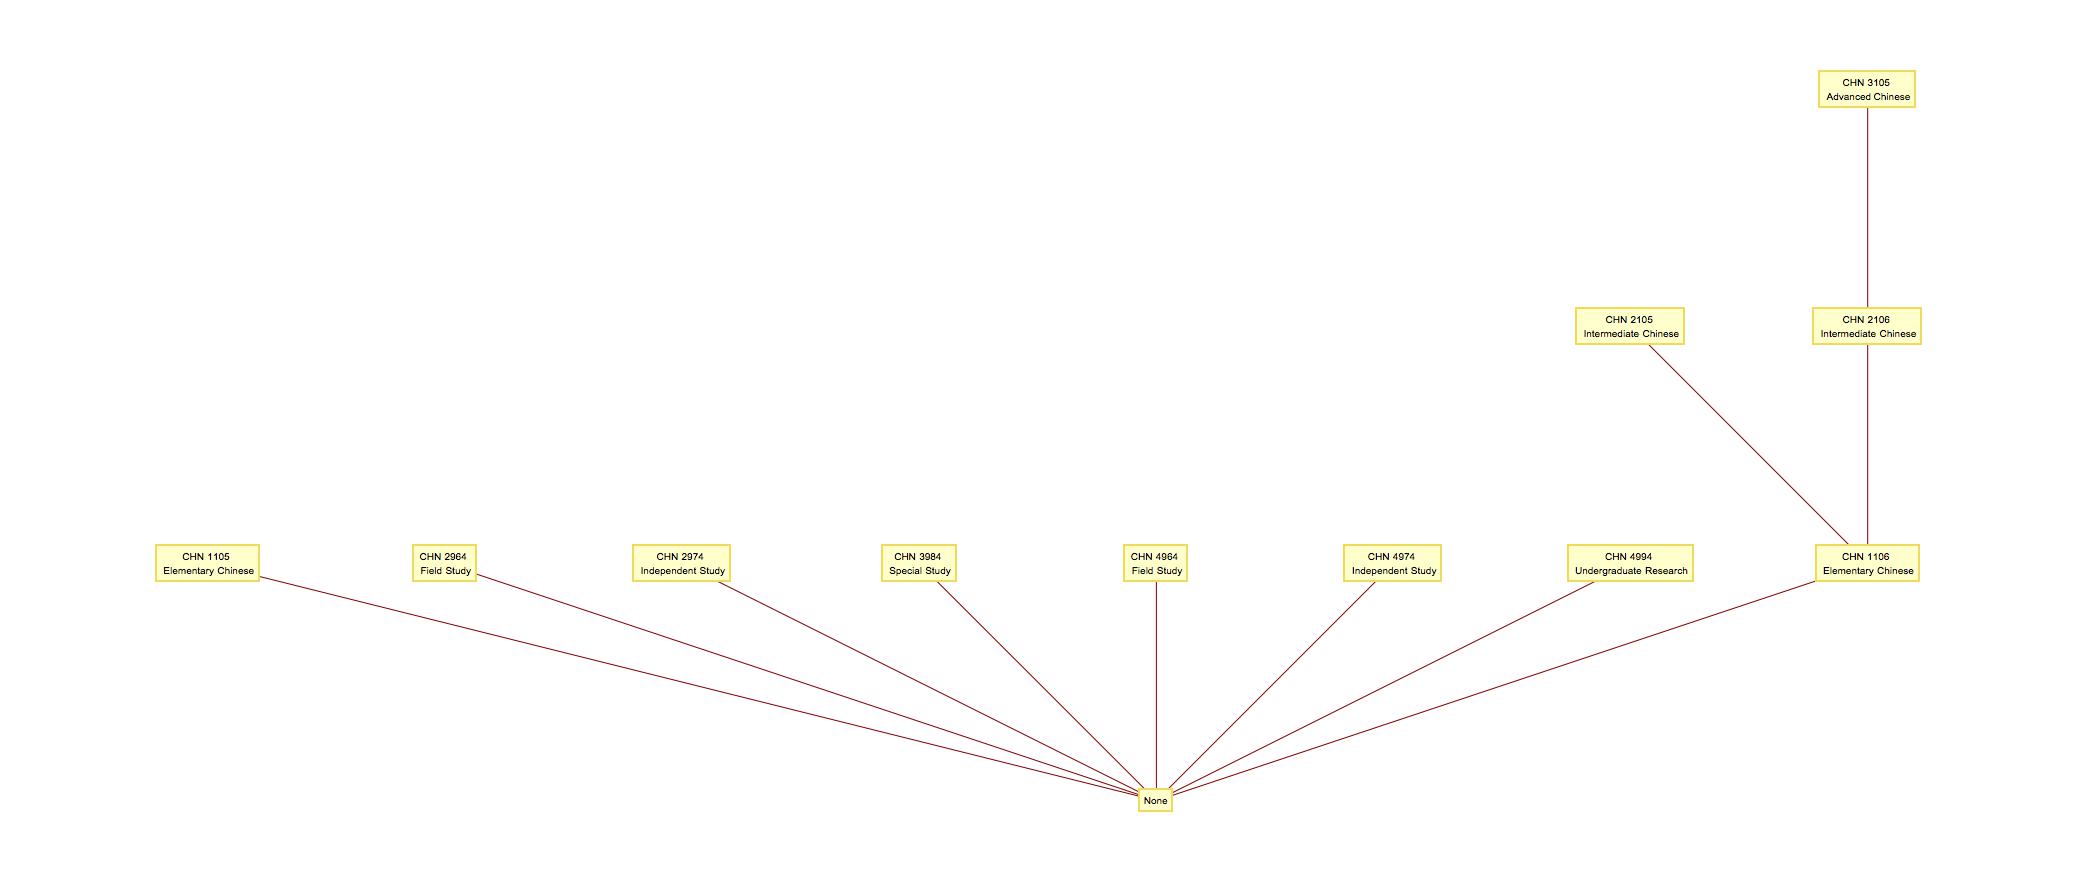 CHN 3105
Advanced Chinese
CHN 2105
Intermediate Chinese
CHN 2106
Intermediate Chinese
CHN 1105
Elementary Chinese
CHN 2964
Field Study
CHN 2974
Independent Study
CHN 3984
Special Study
CHN 4964
Field Study
CHN 4974
Independent Study
CHN 4994
Undergraduate Research
CHN 1106
Elementary Chinese
None